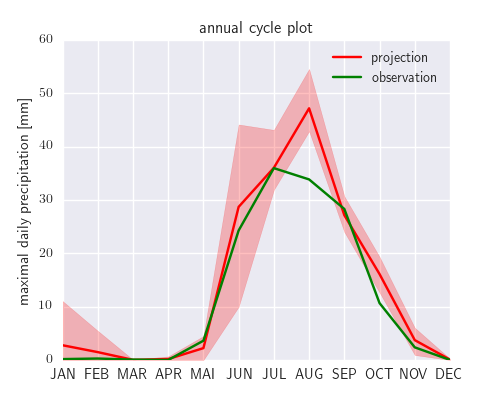 annual cycle plot
projection
observation
maximal daily precipitation [mm]
60
50
40
30
20
10
0
JAN FEB MAR APR MAI JUN JUL AUG SEP OCT NOV DEC